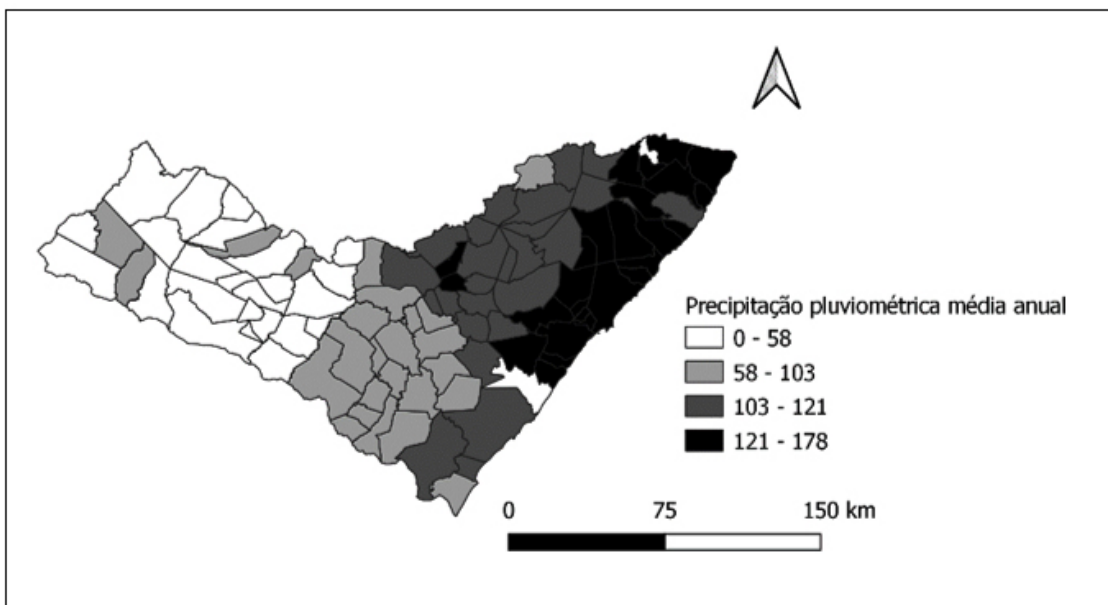 Precipitação pluviométrica média anual
0 - 58
58 - 103
103 - 121
121 - 178
0 75 150 km